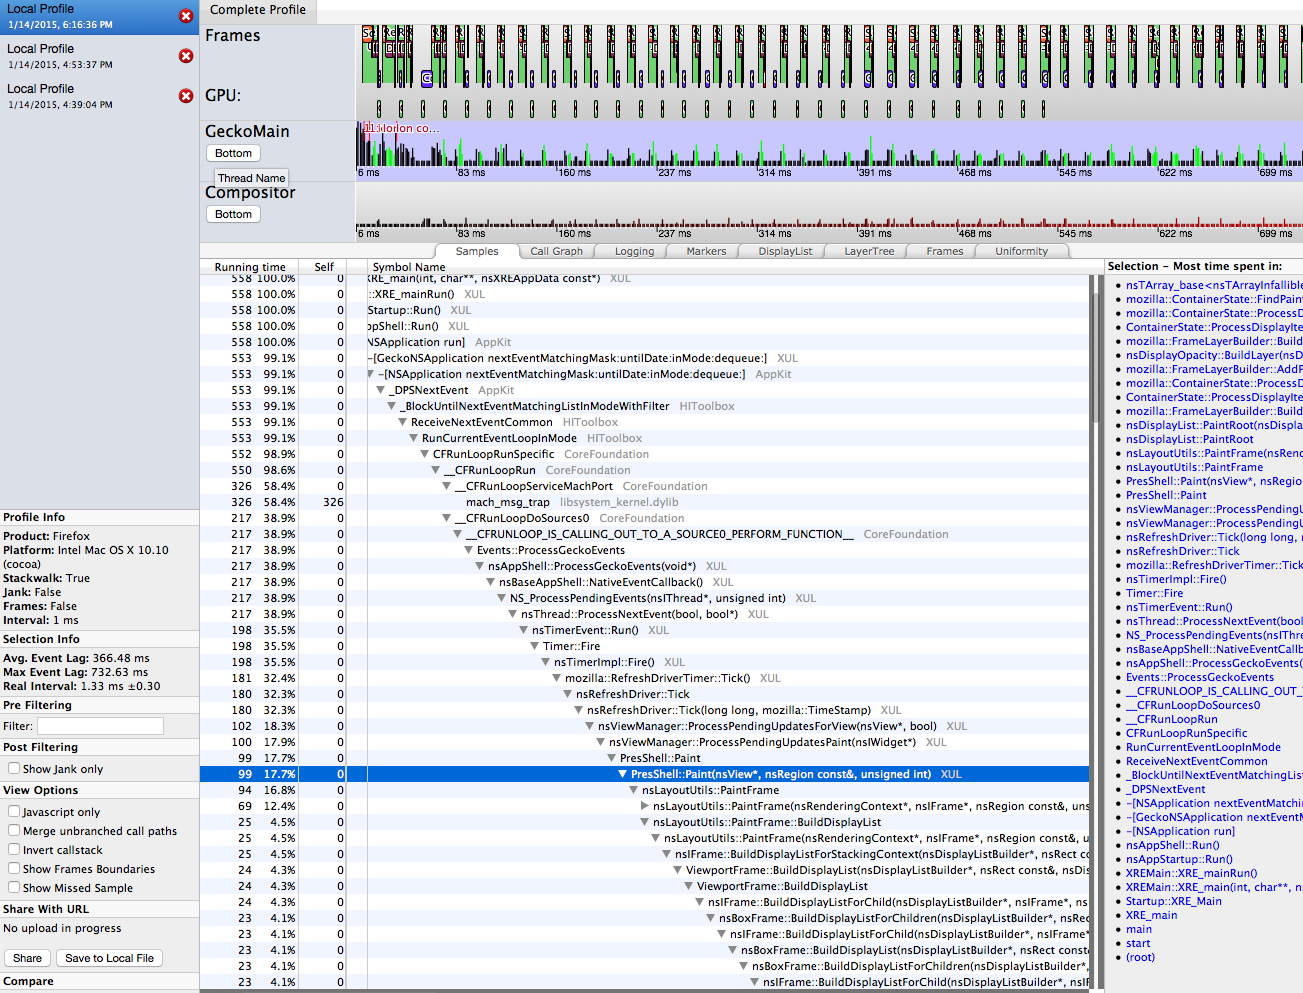 Local Profile
1/14/2015, 6:16:36 PM
Local Profile
1/14/2015, 4:53:37 PM
Local Profile
1/14/2015, 4:39:04 PM
Profile Info
Product: Firefox
Platform: Intel Mac OS X 10.10
(cocoa)
Stackwalk: True
Jank: False
Frames: False
Interval: 1 ms
Selection Info
Avg. Event Lag: 366.48 ms
Max Event Lag: 732.63 ms
Real Interval: 1.33 ms ±0.30
Pre Filtering
Filter:
Post Filtering
Show Jank only
View Options
Javascript only
Merge unbranched call paths
Invert callstack
Show Frames Boundaries
Show Missed Sample
Share With URL
No upload in progress
Share Save to Local File
Compare
Complete Profile
Frames
GPU:
GeckoMain
Bottom
Thread Name
6 ms 83 ms 160 ms 237 ms 314 ms 391 ms 468 ms 545 ms 622 ms 699 ms
Compositor
Bottom
6 ms 83 ms 160 ms 237 ms 314 ms 391 ms 468 ms 545 ms 622 ms 699 ms
Samples Call Graph Logging Markers DisplayList LayerTree Frames Uniformity
Running time Self Symbol Name
558 100.0% 0 XRE_main(int, char**, nsXREAppData const*) XUL
558 100.0% 0 ::XRE_mainRun() XUL
558 100.0% 0 Startup::Run() XUL
558 100.0% 0 ppShell::Run() XUL
558 100.0% 0 NSApplication run] AppKit
553 99.1% 0 -[GeckoNSApplication nextEventMatchingMask:untilDate:inMode:dequeue:] XUL
553 99.1% 0 -[NSApplication nextEventMatchingMask:untilDate:inMode:dequeue:] AppKit
553 99.1% 0 _DPSNextEvent AppKit
553 99.1% 0 _BlockUntilNextEventMatchingListInModeWithFilter HIToolbox
553 99.1% 0 ReceiveNextEventCommon HIToolbox
553 99.1% 0 RunCurrentEventLoopInMode HIToolbox
552 98.9% 0 CFRunLoopRunSpecific CoreFoundation
550 98.6% 0 __CFRunLoopRun CoreFoundation
326 58.4% 0 __CFRunLoopServiceMachPort CoreFoundation
326 58.4% 326 mach_msg_trap libsystem_kernel.dylib
217 38.9% 0 __CFRunLoopDoSources0 CoreFoundation
217 38.9% 0 __CFRUNLOOP_IS_CALLING_OUT_TO_A_SOURCE0_PERFORM_FUNCTION__ CoreFoundation
217 38.9% 0 Events::ProcessGeckoEvents
217 38.9% 0 nsAppShell::ProcessGeckoEvents(void*) XUL
217 38.9% 0 nsBaseAppShell::NativeEventCallback() XUL
217 38.9% 0 NS_ProcessPendingEvents(nsIThread*, unsigned int) XUL
217 38.9% 0 nsThread::ProcessNextEvent(bool, bool*) XUL
198 35.5% 0 nsTimerEvent::Run() XUL
198 35.5% 0 Timer::Fire
198 35.5% 0 nsTimerImpl::Fire() XUL
181 32.4% 0 mozilla::RefreshDriverTimer::Tick() XUL
180 32.3% 0 nsRefreshDriver::Tick
180 32.3% 0 nsRefreshDriver::Tick(long long, mozilla::TimeStamp) XUL
102 18.3% 0 nsViewManager::ProcessPendingUpdatesForView(nsView*, bool) XUL
100 17.9% 0 nsViewManager::ProcessPendingUpdatesPaint(nsIWidget*) XUL
99 17.7% 0 PresShell::Paint
99 17.7% 0 PresShell::Paint(nsView*, nsRegion const&, unsigned int) XUL
94 16.8% 0 nsLayoutUtils::PaintFrame
69 12.4% 0 nsLayoutUtils::PaintFrame(nsRenderingContext*, nsIFrame*, nsRegion const&, uns
25 4.5% 0 nsLayoutUtils::PaintFrame::BuildDisplayList
25 4.5% 0 nsLayoutUtils::PaintFrame(nsRenderingContext*, nsIFrame*, nsRegion const&, u
25 4.5% 0 nsIFrame::BuildDisplayListForStackingContext(nsDisplayListBuilder*, nsRect co
24 4.3% 0 ViewportFrame::BuildDisplayList(nsDisplayListBuilder*, nsRect const&, nsDis
24 4.3% 0 ViewportFrame::BuildDisplayList
24 4.3% 0 nsIFrame::BuildDisplayListForChild(nsDisplayListBuilder*, nsIFrame*, ns
23 4.1% 0 nsBoxFrame::BuildDisplayListForChildren(nsDisplayListBuilder*, nsRec
23 4.1% 0 nsIFrame::BuildDisplayListForChild(nsDisplayListBuilder*, nsIFrame*
23 4.1% 0 nsBoxFrame::BuildDisplayList(nsDisplayListBuilder*, nsRect const
23 4.1% 0 nsBoxFrame::BuildDisplayListForChildren(nsDisplayListBuilder*
23 4.1% 0 nsIFrame::BuildDisplayListForChild(nsDisplayListBuilder*, nsIF
Selection - Most time spent in:
nsTArray_base<nsTArrayInfallible
mozilla::ContainerState::FindPain
mozilla::ContainerState::ProcessD
ContainerState::ProcessDisplayIte
mozilla::FrameLayerBuilder::Build
nsDisplayOpacity::BuildLayer(nsD
mozilla::FrameLayerBuilder::AddP
mozilla::ContainerState::ProcessD
ContainerState::ProcessDisplayIte
mozilla::FrameLayerBuilder::Build
nsDisplayList::PaintRoot(nsDispla
nsDisplayList::PaintRoot
nsLayoutUtils::PaintFrame(nsRend
nsLayoutUtils::PaintFrame
PresShell::Paint(nsView*, nsRegio
PresShell::Paint
nsViewManager::ProcessPendingU
nsViewManager::ProcessPendingU
nsRefreshDriver::Tick(long long, r
nsRefreshDriver::Tick
mozilla::RefreshDriverTimer::Tick
nsTimerImpl::Fire()
Timer::Fire
nsTimerEvent::Run()
nsThread::ProcessNextEvent(bool
NS_ProcessPendingEvents(nsIThre
nsBaseAppShell::NativeEventCallb
nsAppShell::ProcessGeckoEvents(
Events::ProcessGeckoEvents
__CFRUNLOOP_IS_CALLING_OUT_
__CFRunLoopDoSources0
__CFRunLoopRun
CFRunLoopRunSpecific
RunCurrentEventLoopInMode
ReceiveNextEventCommon
_BlockUntilNextEventMatchingList
_DPSNextEvent
-[NSApplication nextEventMatchin
-[GeckoNSApplication nextEventM
-[NSApplication run]
nsAppShell::Run()
nsAppStartup::Run()
XREMain::XRE_mainRun()
XREMain::XRE_main(int, char**, n
Startup::XRE_Main
XRE_main
main
start
(root)